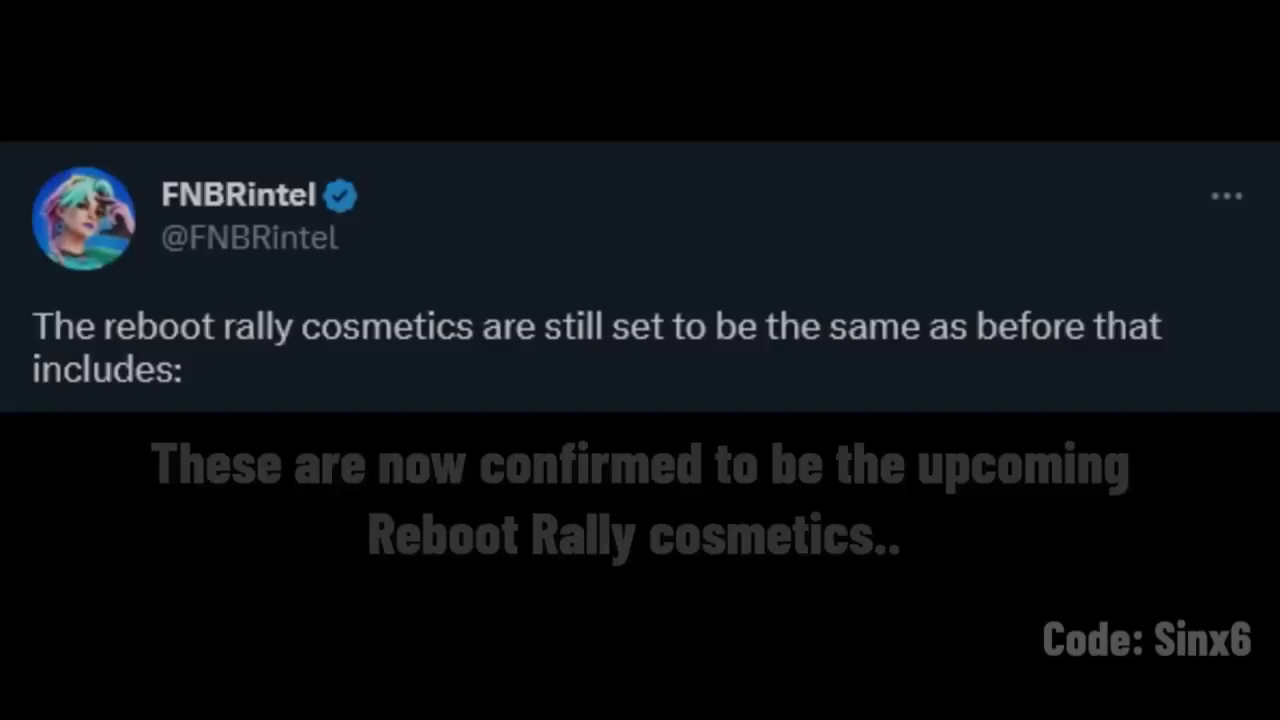 FNBRintel
@FNBRintel
The reboot rally cosmetics are still set to be the same as before that
includes:
These are now confirmed to be the upcoming
Reboot Rally cosmetics..
Code: Sinx6